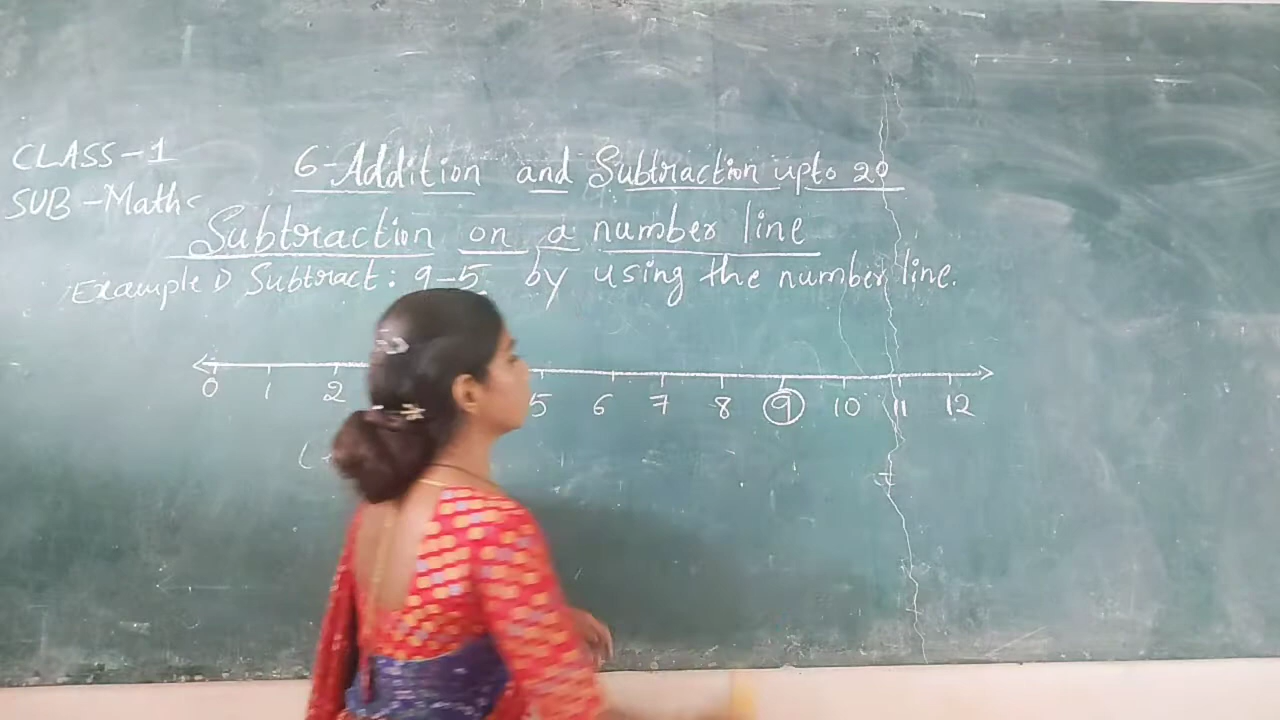 CLASS-1
SUB-Maths
6-Addition and Subtraction upto 20
Subtraction on a number line
Example 1) Subtract: 9-5. by using the number line.
0 1 2 5 6 7 8 9 10 11 12